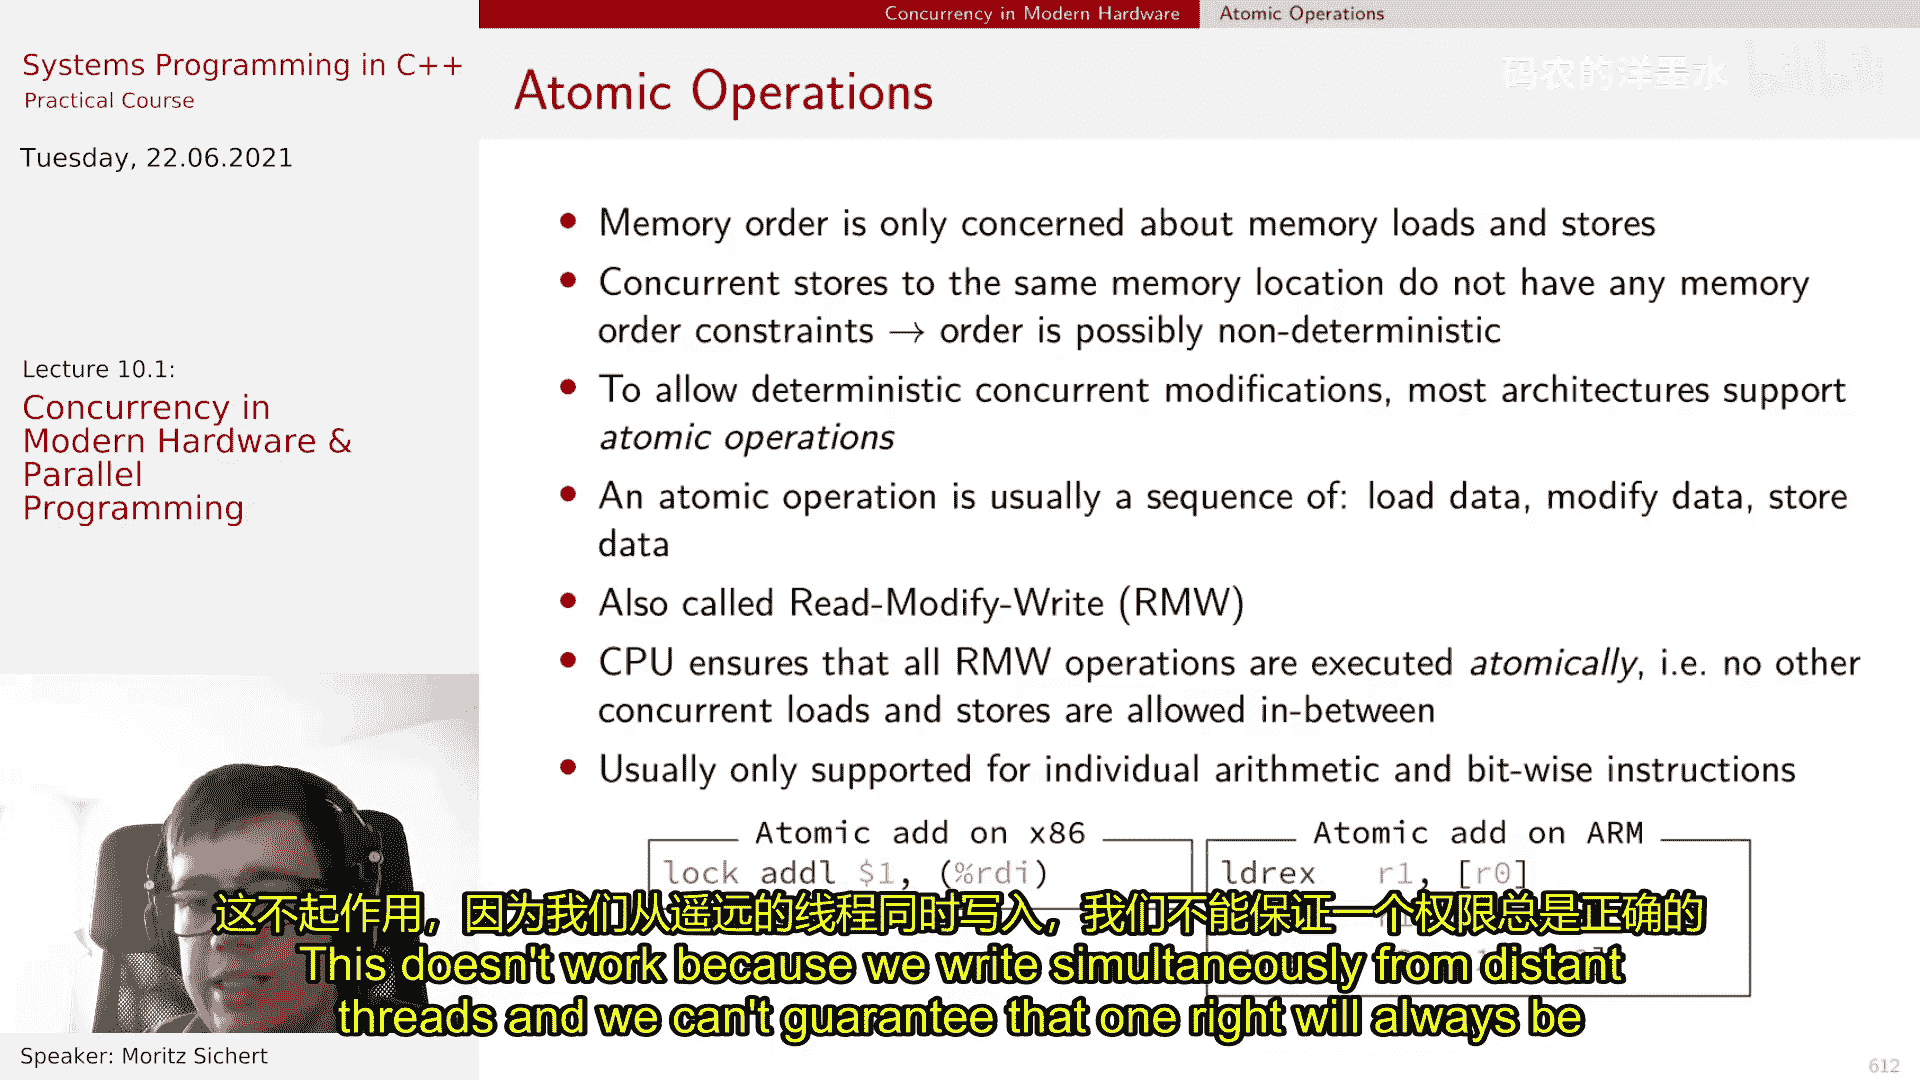 Concurrency in Modern Hardware
Atomic Operations
Systems Programming in C++
Practical Course
Tuesday, 22.06.2021
Lecture 10.1:
Concurrency in
Modern Hardware &
Parallel
Programming
Speaker: Moritz Sichert
码农的洋墨水
Atomic Operations
• Memory order is only concerned about memory loads and stores
• Concurrent stores to the same memory location do not have any memory
order constraints → order is possibly non-deterministic
• To allow deterministic concurrent modifications, most architectures support
atomic operations
• An atomic operation is usually a sequence of: load data, modify data, store
data
• Also called Read-Modify-Write (RMW)
• CPU ensures that all RMW operations are executed atomically, i.e. no other
concurrent loads and stores are allowed in-between
• Usually only supported for individual arithmetic and bit-wise instructions
Atomic add on x86
lock addl $1, (%rdi)
Atomic add on ARM
ldrex r1, [r0]
这不起作用，因为我们从遥远的线程同时写入，我们不能保证一个权限总是正确的
This doesn't work because we write simultaneously from distant
threads and we can't guarantee that one right will always be
612